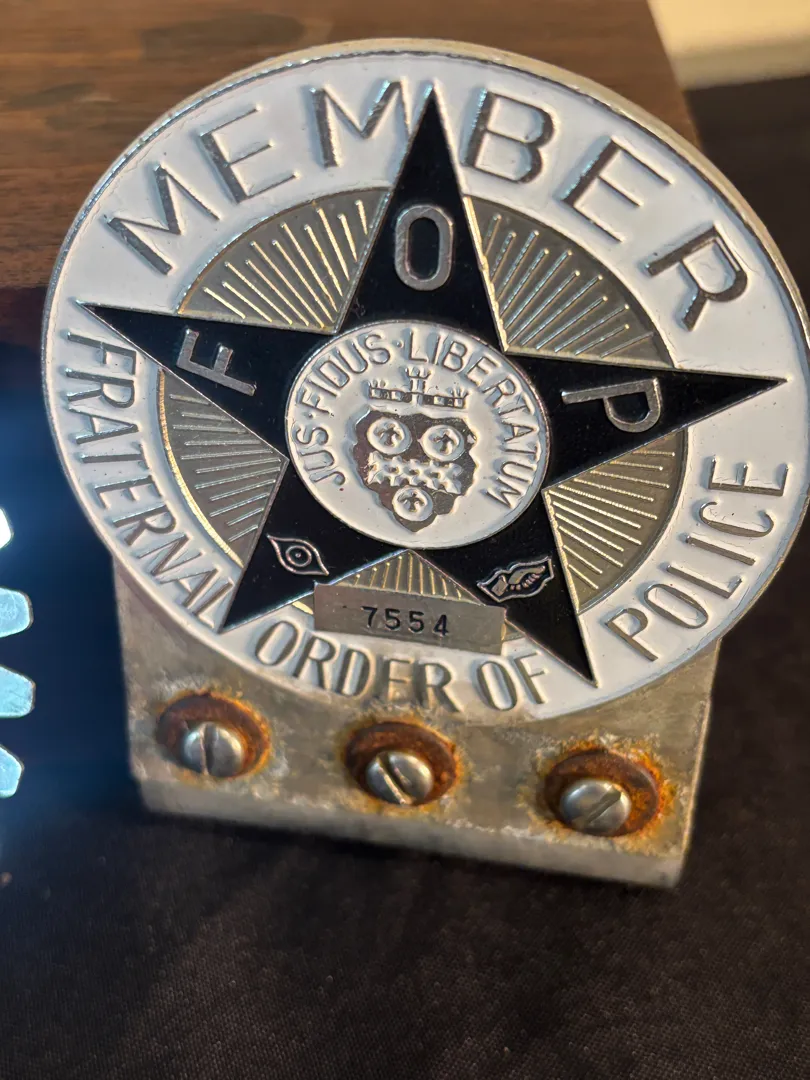 MEMBER
F O P
JUS·FIDUS·LIBERTATUM
7554
FRATERNAL ORDER OF POLICE